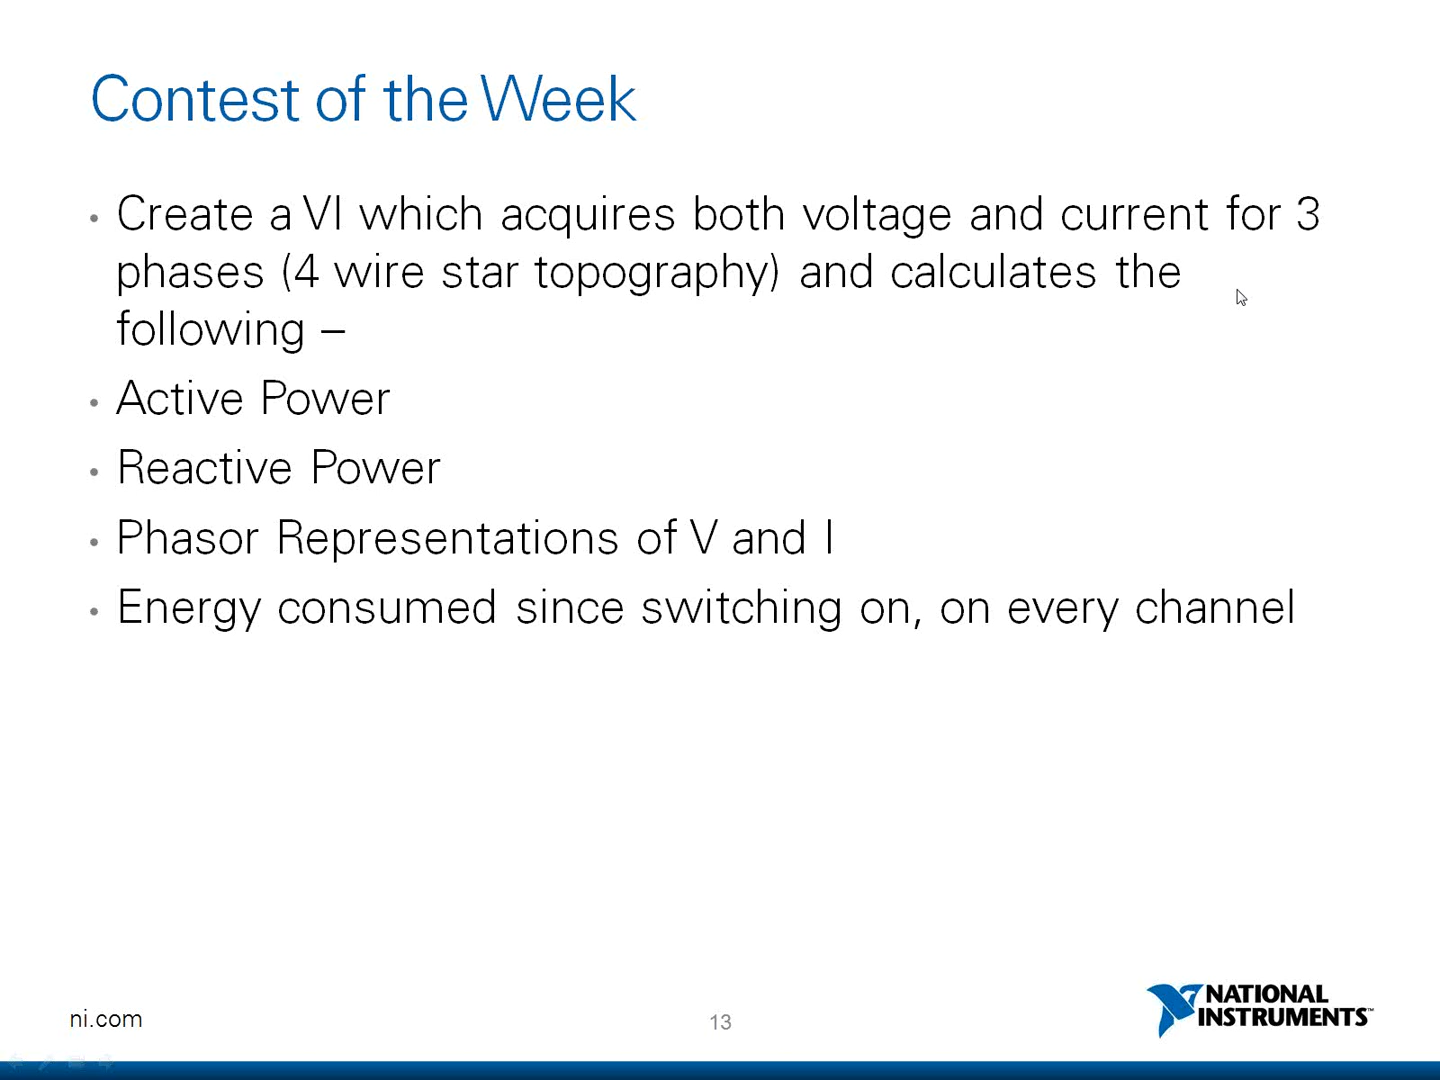 Contest of the Week
• Create a VI which acquires both voltage and current for 3
phases (4 wire star topography) and calculates the
following –
• Active Power
• Reactive Power
• Phasor Representations of V and I
• Energy consumed since switching on, on every channel
ni.com
13
NATIONAL
INSTRUMENTS™